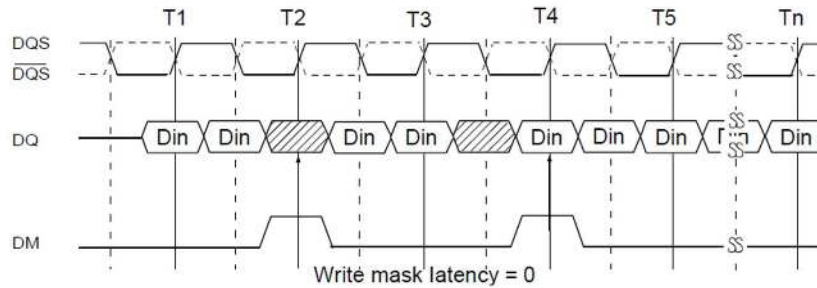 T1 T2 T3 T4 T5 Tn
DQS
DQS
DQ Din Din Din Din Din Din Din Din Din
DM
Write mask latency = 0